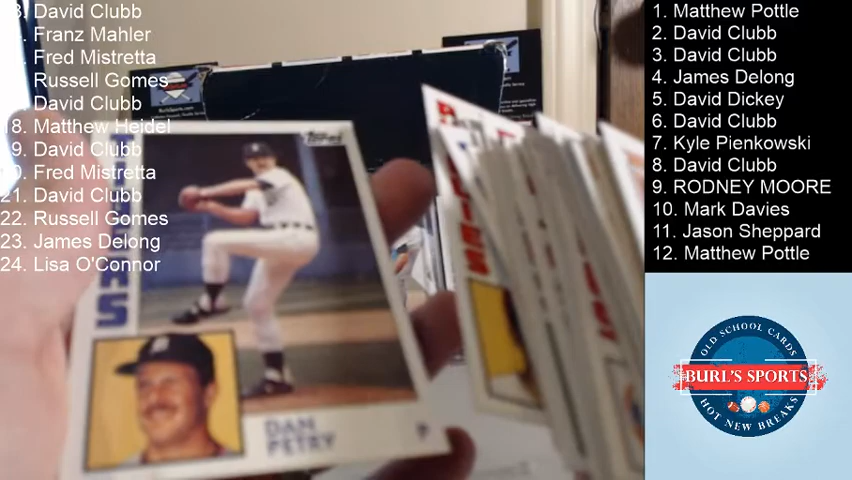 David Clubb
Franz Mahler
Fred Mistretta
Russell Gomes
David Clubb
18. Matthew Heidel
9. David Clubb
Fred Mistretta
21. David Clubb
22. Russell Gomes
23. James Delong
24. Lisa O'Connor
Topps
DAN
PETRY
P
1. Matthew Pottle
2. David Clubb
3. David Clubb
4. James Delong
5. David Dickey
6. David Clubb
7. Kyle Pienkowski
8. David Clubb
9. RODNEY MOORE
10. Mark Davies
11. Jason Sheppard
12. Matthew Pottle
OLD SCHOOL CARDS
BURL'S SPORTS
HOT NEW BREAKS